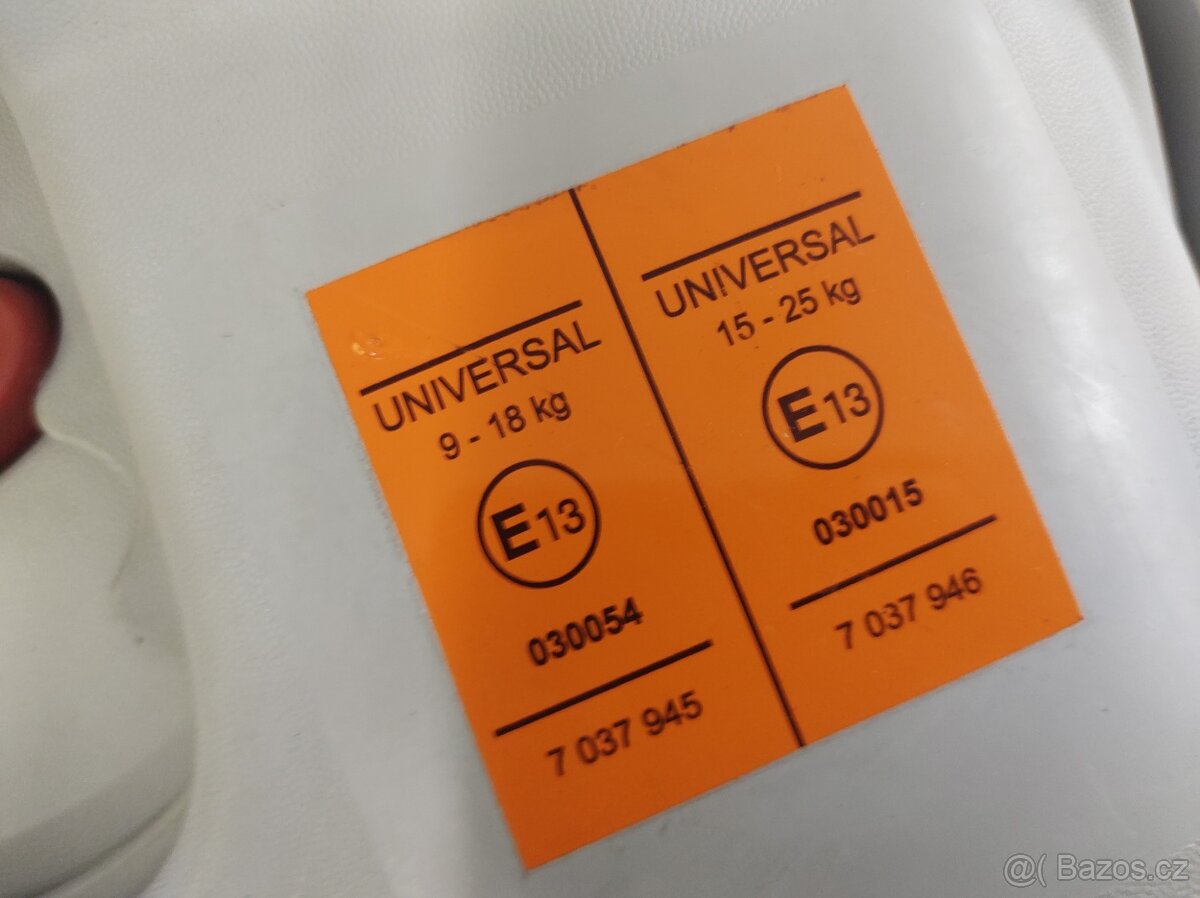 UNIVERSAL
9 - 18 kg
E13
030054
7 037 945
UNIVERSAL
15 - 25 kg
E13
030015
7 037 946
@( Bazos.cz